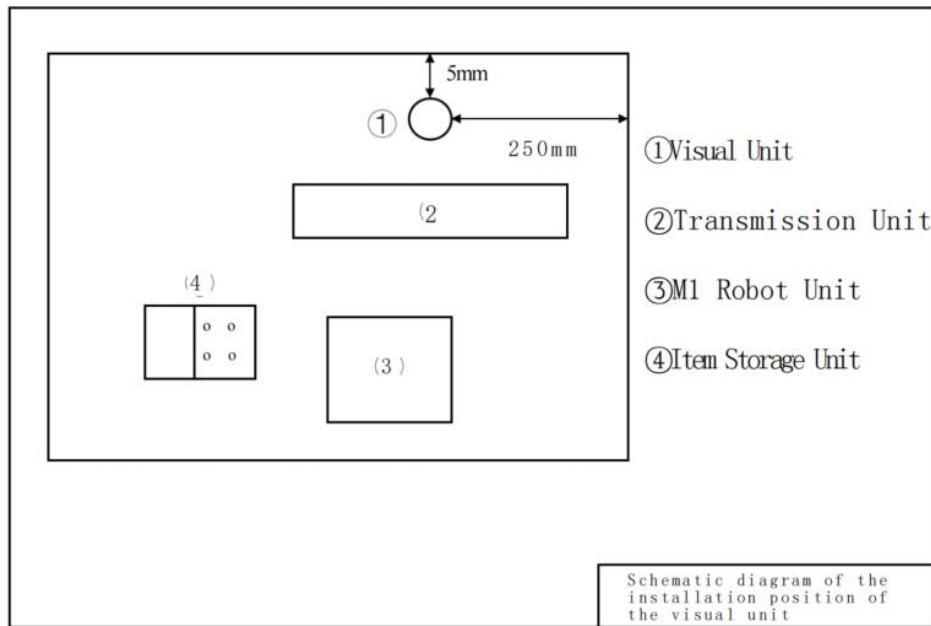 5mm
①
250mm
①Visual Unit
(2
②Transmission Unit
(4)
③M1 Robot Unit
(3)
④Item Storage Unit
Schematic diagram of the
installation position of
the visual unit